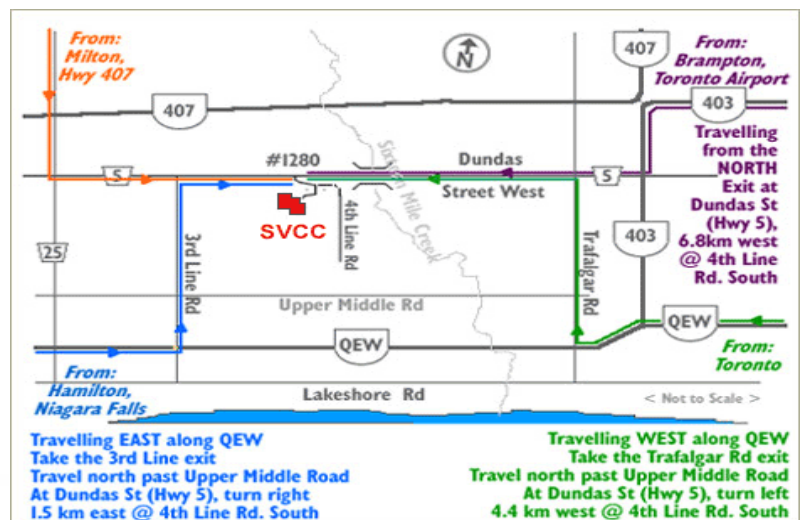 From:
Milton,
Hwy 407
407
N
407
From:
Brampton,
Toronto Airport
403
Travelling
from the
NORTH
Exit at
Dundas St
(Hwy 5),
6.8km west
@ 4th Line
Rd. South
#1280
Dundas
Street West
5
5
Sixteen Mile Creek
SVCC
4th Line Rd
3rd Line Rd
25
Trafalgar Rd
403
Upper Middle Rd
QEW
QEW
From:
Toronto
From:
Hamilton,
Niagara Falls
Lakeshore Rd
< Not to Scale >
Travelling EAST along QEW
Take the 3rd Line exit
Travel north past Upper Middle Road
At Dundas St (Hwy 5), turn right
1.5 km east @ 4th Line Rd. South
Travelling WEST along QEW
Take the Trafalgar Rd exit
Travel north past Upper Middle Road
At Dundas St (Hwy 5), turn left
4.4 km west @ 4th Line Rd. South